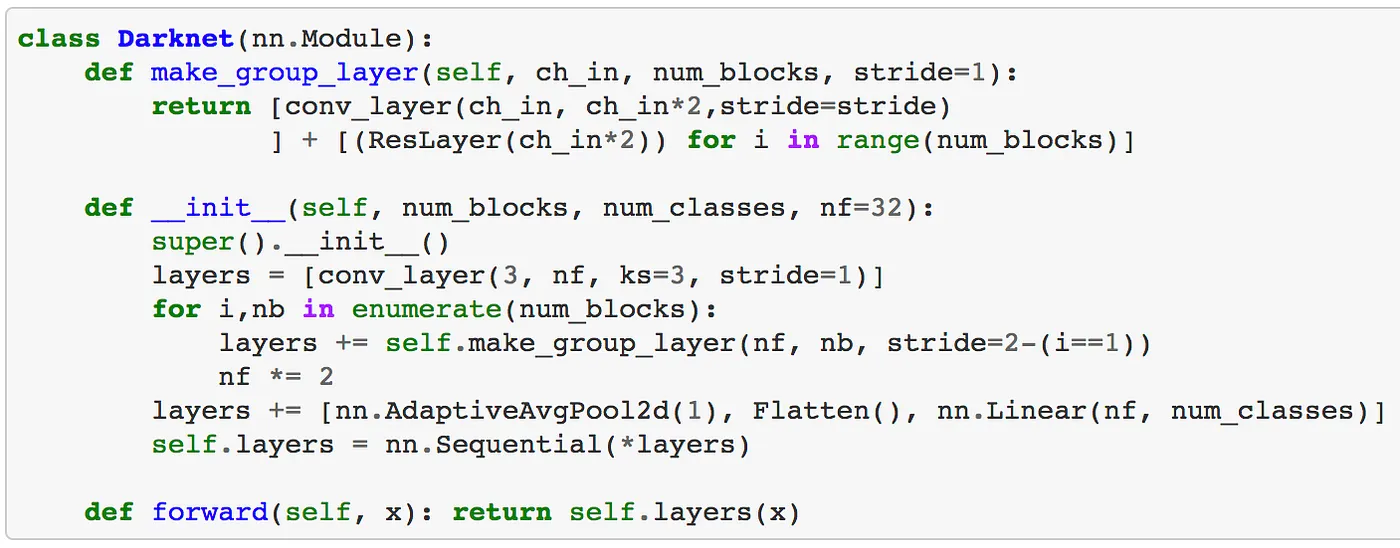 class Darknet(nn.Module):
    def make_group_layer(self, ch_in, num_blocks, stride=1):
        return [conv_layer(ch_in, ch_in*2,stride=stride)
               ] + [(ResLayer(ch_in*2)) for i in range(num_blocks)]

    def __init__(self, num_blocks, num_classes, nf=32):
        super().__init__()
        layers = [conv_layer(3, nf, ks=3, stride=1)]
        for i,nb in enumerate(num_blocks):
            layers += self.make_group_layer(nf, nb, stride=2-(i==1))
            nf *= 2
        layers += [nn.AdaptiveAvgPool2d(1), Flatten(), nn.Linear(nf, num_classes)]
        self.layers = nn.Sequential(*layers)

    def forward(self, x): return self.layers(x)